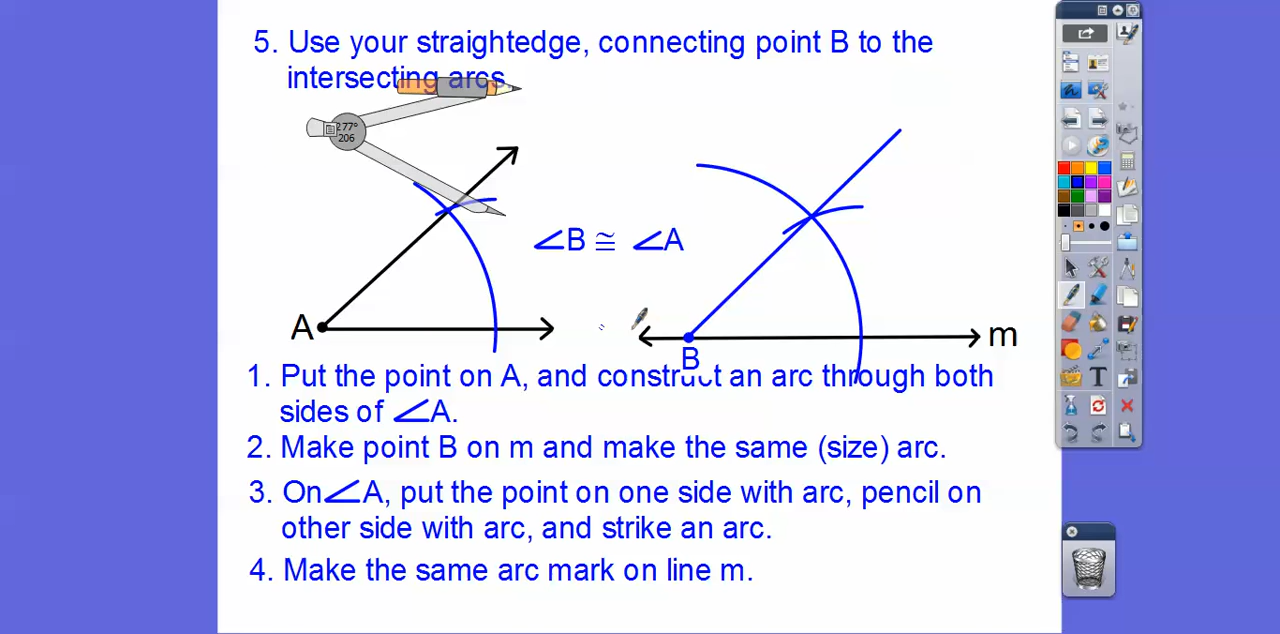 5. Use your straightedge, connecting point B to the
intersecting arcs
277°
206
∠B ≅ ∠A
A
m
B
1. Put the point on A, and construct an arc through both
sides of ∠A.
2. Make point B on m and make the same (size) arc.
3. On∠A, put the point on one side with arc, pencil on
other side with arc, and strike an arc.
4. Make the same arc mark on line m.
T